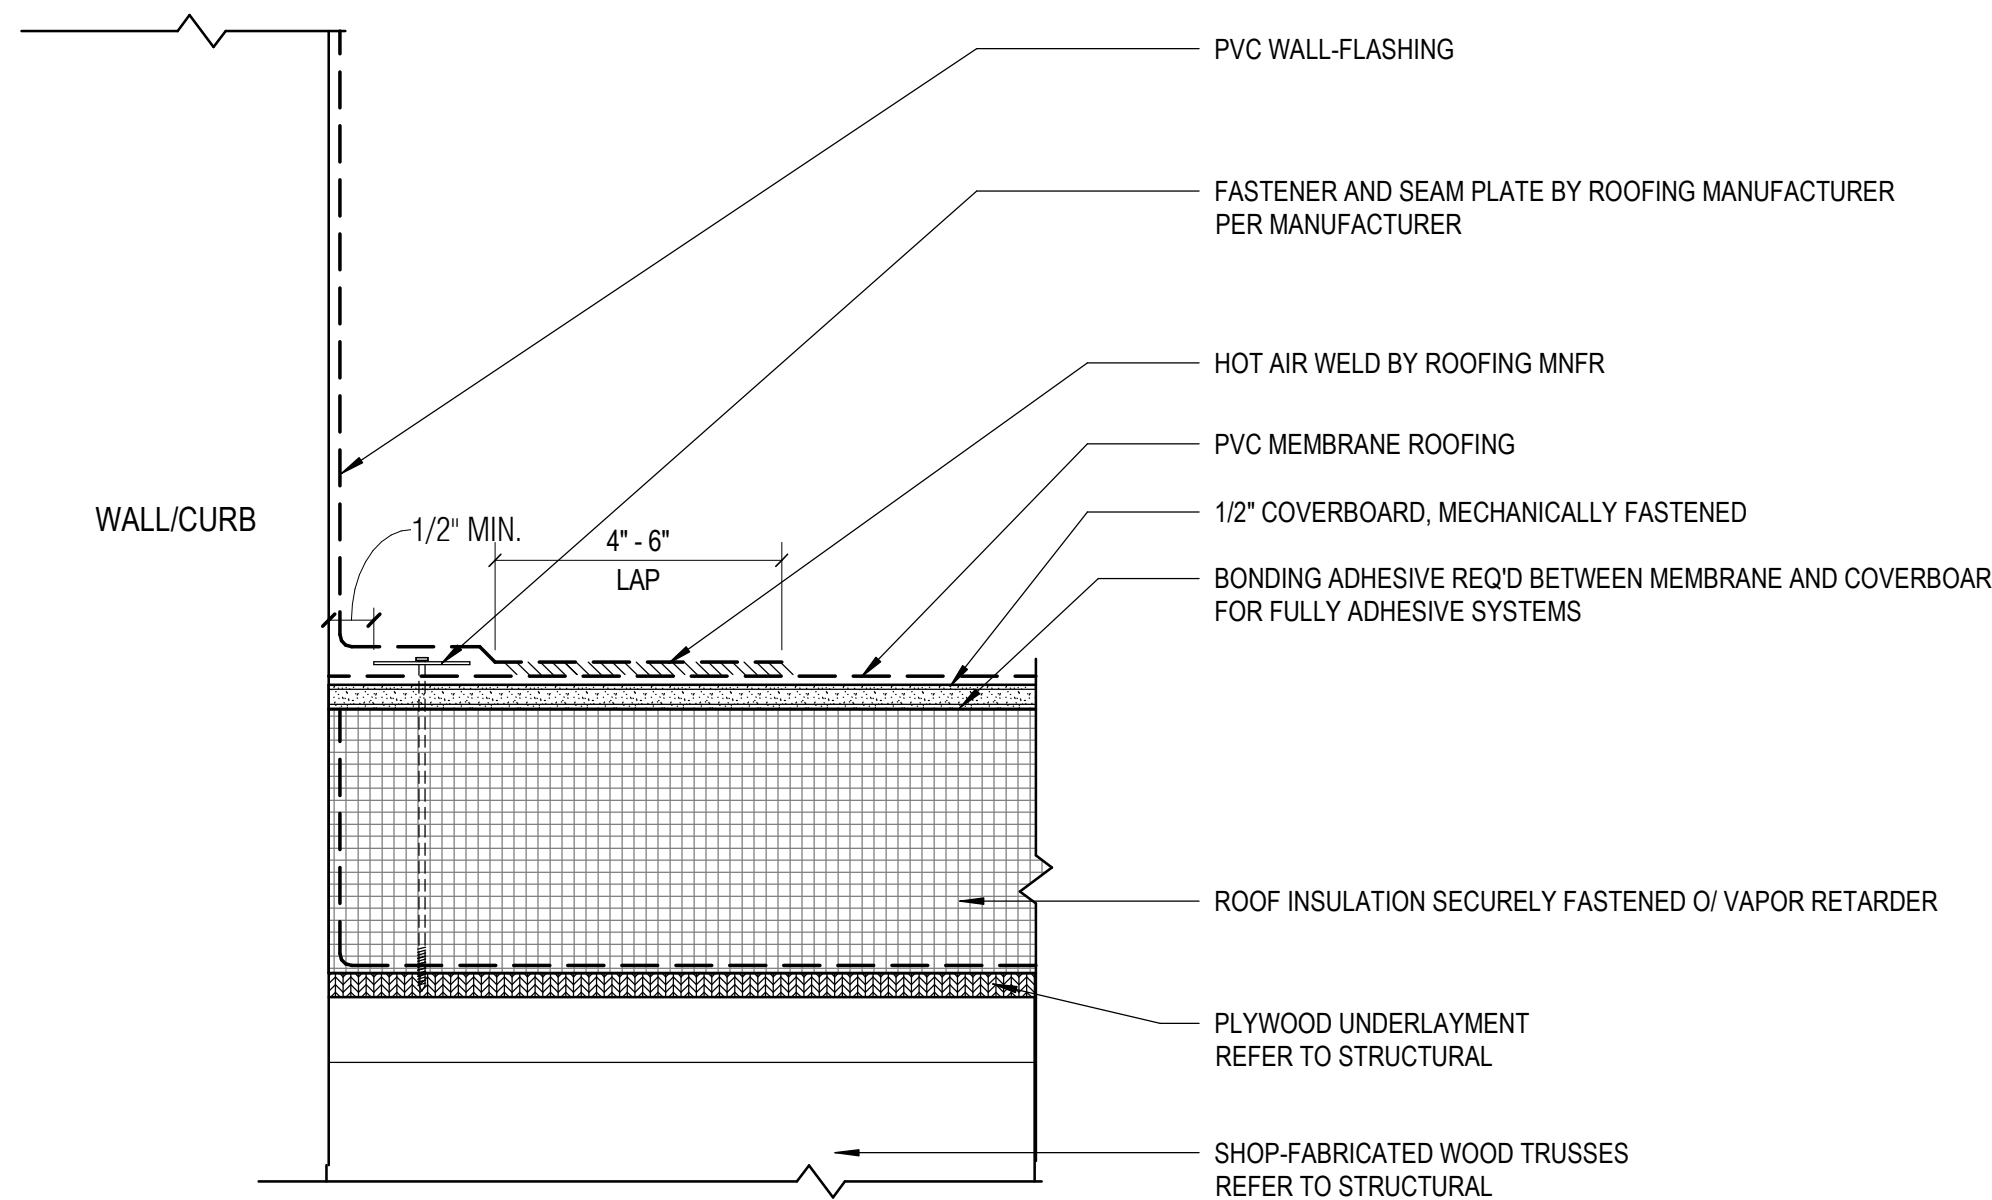 PVC WALL-FLASHING
FASTENER AND SEAM PLATE BY ROOFING MANUFACTURER
PER MANUFACTURER
HOT AIR WELD BY ROOFING MNFR
PVC MEMBRANE ROOFING
WALL/CURB
1/2" MIN.
4" - 6"
LAP
1/2" COVERBOARD, MECHANICALLY FASTENED
BONDING ADHESIVE REQ'D BETWEEN MEMBRANE AND COVERBOAR
FOR FULLY ADHESIVE SYSTEMS
ROOF INSULATION SECURELY FASTENED O/ VAPOR RETARDER
PLYWOOD UNDERLAYMENT
REFER TO STRUCTURAL
SHOP-FABRICATED WOOD TRUSSES
REFER TO STRUCTURAL